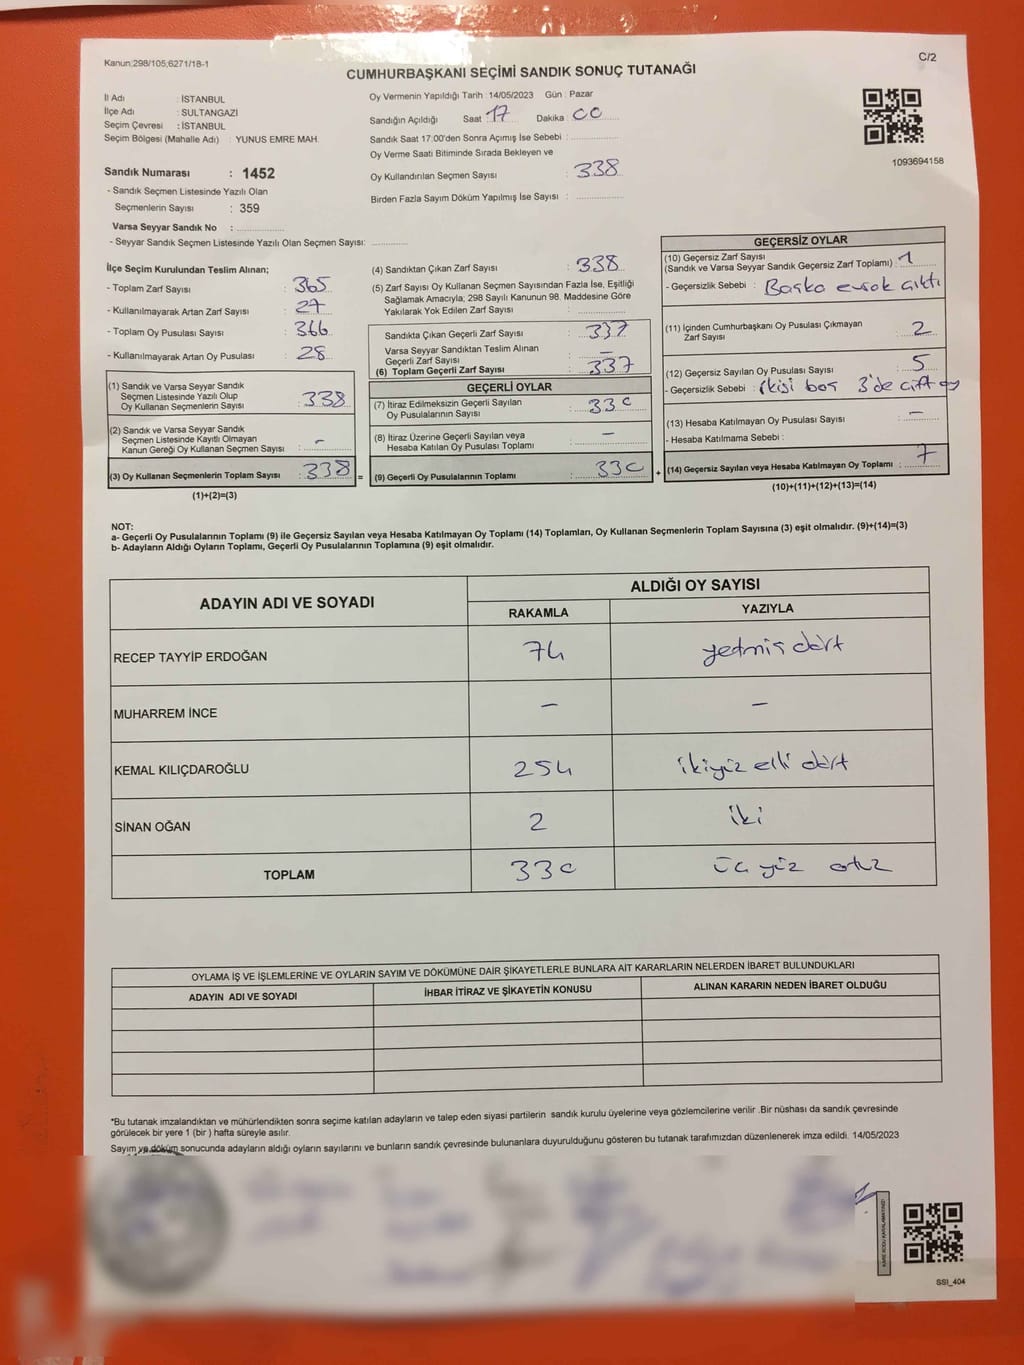 Kanun;298/105;6271/18-1
C/2
CUMHURBAŞKANI SEÇİMİ SANDIK SONUÇ TUTANAĞI
İl Adı : İSTANBUL
İlçe Adı : SULTANGAZİ
Seçim Çevresi : İSTANBUL
Seçim Bölgesi (Mahalle Adı) : YUNUS EMRE MAH.
Sandık Numarası : 1452
- Sandık Seçmen Listesinde Yazılı Olan
Seçmenlerin Sayısı : 359
Varsa Seyyar Sandık No :
- Seyyar Sandık Seçmen Listesinde Yazılı Olan Seçmen Sayısı:
Oy Vermenin Yapıldığı Tarih :14/05/2023 Gün : Pazar
Sandığın Açıldığı Saat 17 Dakika : 00
Sandık Saat 17:00'den Sonra Açımış İse Sebebi :
Oy Verme Saati Bitiminde Sırada Bekleyen ve
Oy Kullandırılan Seçmen Sayısı : 338
Birden Fazla Sayım Döküm Yapılmış İse Sayısı :
1093694158
İlçe Seçim Kurulundan Teslim Alınan;
- Toplam Zarf Sayısı : 365
- Kullanılmayarak Artan Zarf Sayısı : 27
- Toplam Oy Pusulası Sayısı : 366
- Kullanılmayarak Artan Oy Pusulası : 28
(1) Sandık ve Varsa Seyyar Sandık
Seçmen Listesinde Yazılı Olup
Oy Kullanan Seçmenlerin Sayısı : 338
(2) Sandık ve Varsa Seyyar Sandık
Seçmen Listesinde Kayıtlı Olmayan
Kanun Gereği Oy Kullanan Seçmen Sayısı : -
(3) Oy Kullanan Seçmenlerin Toplam Sayısı : 338 =
(1)+(2)=(3)
(4) Sandıktan Çıkan Zarf Sayısı : 338
(5) Zarf Sayısı Oy Kullanan Seçmen Sayısından Fazla İse, Eşitliği
Sağlamak Amacıyla; 298 Sayılı Kanunun 98. Maddesine Göre
Yakılarak Yok Edilen Zarf Sayısı :
Sandıkta Çıkan Geçerli Zarf Sayısı : 337
Varsa Seyyar Sandıktan Teslim Alınan
Geçerli Zarf Sayısı : -
(6) Toplam Geçerli Zarf Sayısı : 337
GEÇERLİ OYLAR
(7) İtiraz Edilmeksizin Geçerli Sayılan
Oy Pusulalarının Sayısı : 330
(8) İtiraz Üzerine Geçerli Sayılan veya
Hesaba Katılan Oy Pusulası Toplamı : -
(9) Geçerli Oy Pusulalarının Toplamı : 330 +
GEÇERSİZ OYLAR
(10) Geçersiz Zarf Sayısı
(Sandık ve Varsa Seyyar Sandık Geçersiz Zarf Toplamı) : 1
- Geçersizlik Sebebi : Başka evrak çıktı
(11) İçinden Cumhurbaşkanı Oy Pusulası Çıkmayan
Zarf Sayısı : 2
(12) Geçersiz Sayılan Oy Pusulası Sayısı : 5
- Geçersizlik Sebebi : ikisi boş 3'de çift oy
(13) Hesaba Katılmayan Oy Pusulası Sayısı : -
- Hesaba Katılmama Sebebi :
(14) Geçersiz Sayılan veya Hesaba Katılmayan Oy Toplamı : 7
(10)+(11)+(12)+(13)=(14)
NOT:
a- Geçerli Oy Pusulalarının Toplamı (9) ile Geçersiz Sayılan veya Hesaba Katılmayan Oy Toplamı (14) Toplamları, Oy Kullanan Seçmenlerin Toplam Sayısına (3) eşit olmalıdır. (9)+(14)=(3)
b- Adayların Aldığı Oyların Toplamı, Geçerli Oy Pusulalarının Toplamına (9) eşit olmalıdır.
ADAYIN ADI VE SOYADI
ALDIĞI OY SAYISI
RAKAMLA YAZIYLA
RECEP TAYYİP ERDOĞAN 74 yetmiş dört
MUHARREM İNCE - -
KEMAL KILIÇDAROĞLU 254 ikiyüz elli dört
SİNAN OĞAN 2 iki
TOPLAM 330 üç yüz otuz
OYLAMA İŞ VE İŞLEMLERİNE VE OYLARIN SAYIM VE DÖKÜMÜNE DAİR ŞİKAYETLERLE BUNLARA AİT KARARLARIN NELERDEN İBARET BULUNDUKLARI
ADAYIN ADI VE SOYADI İHBAR İTİRAZ VE ŞİKAYETİN KONUSU ALINAN KARARIN NEDEN İBARET OLDUĞU
*Bu tutanak imzalandıktan ve mühürlendikten sonra seçime katılan adayların ve talep eden siyasi partilerin sandık kurulu üyelerine veya gözlemcilerine verilir .Bir nüshası da sandık çevresinde
görülecek bir yere 1 (bir ) hafta süreyle asılır.
Sayım ve döküm sonucunda adayların aldığı oyların sayılarını ve bunların sandık çevresinde bulunanlara duyurulduğunu gösteren bu tutanak tarafımızdan düzenlenerek imza edildi. 14/05/2023
SSI_404